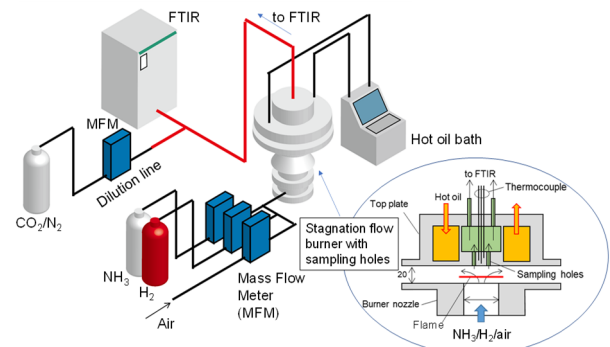 FTIR
to FTIR
MFM
Dilution line
CO₂/N₂
Hot oil bath
NH₃
H₂
Air
Mass Flow
Meter
(MFM)
Stagnation flow
burner with
sampling holes
to FTIR
Thermocouple
Hot oil
Top plate
20
Sampling holes
Burner nozzle
Flame
NH₃/H₂/air